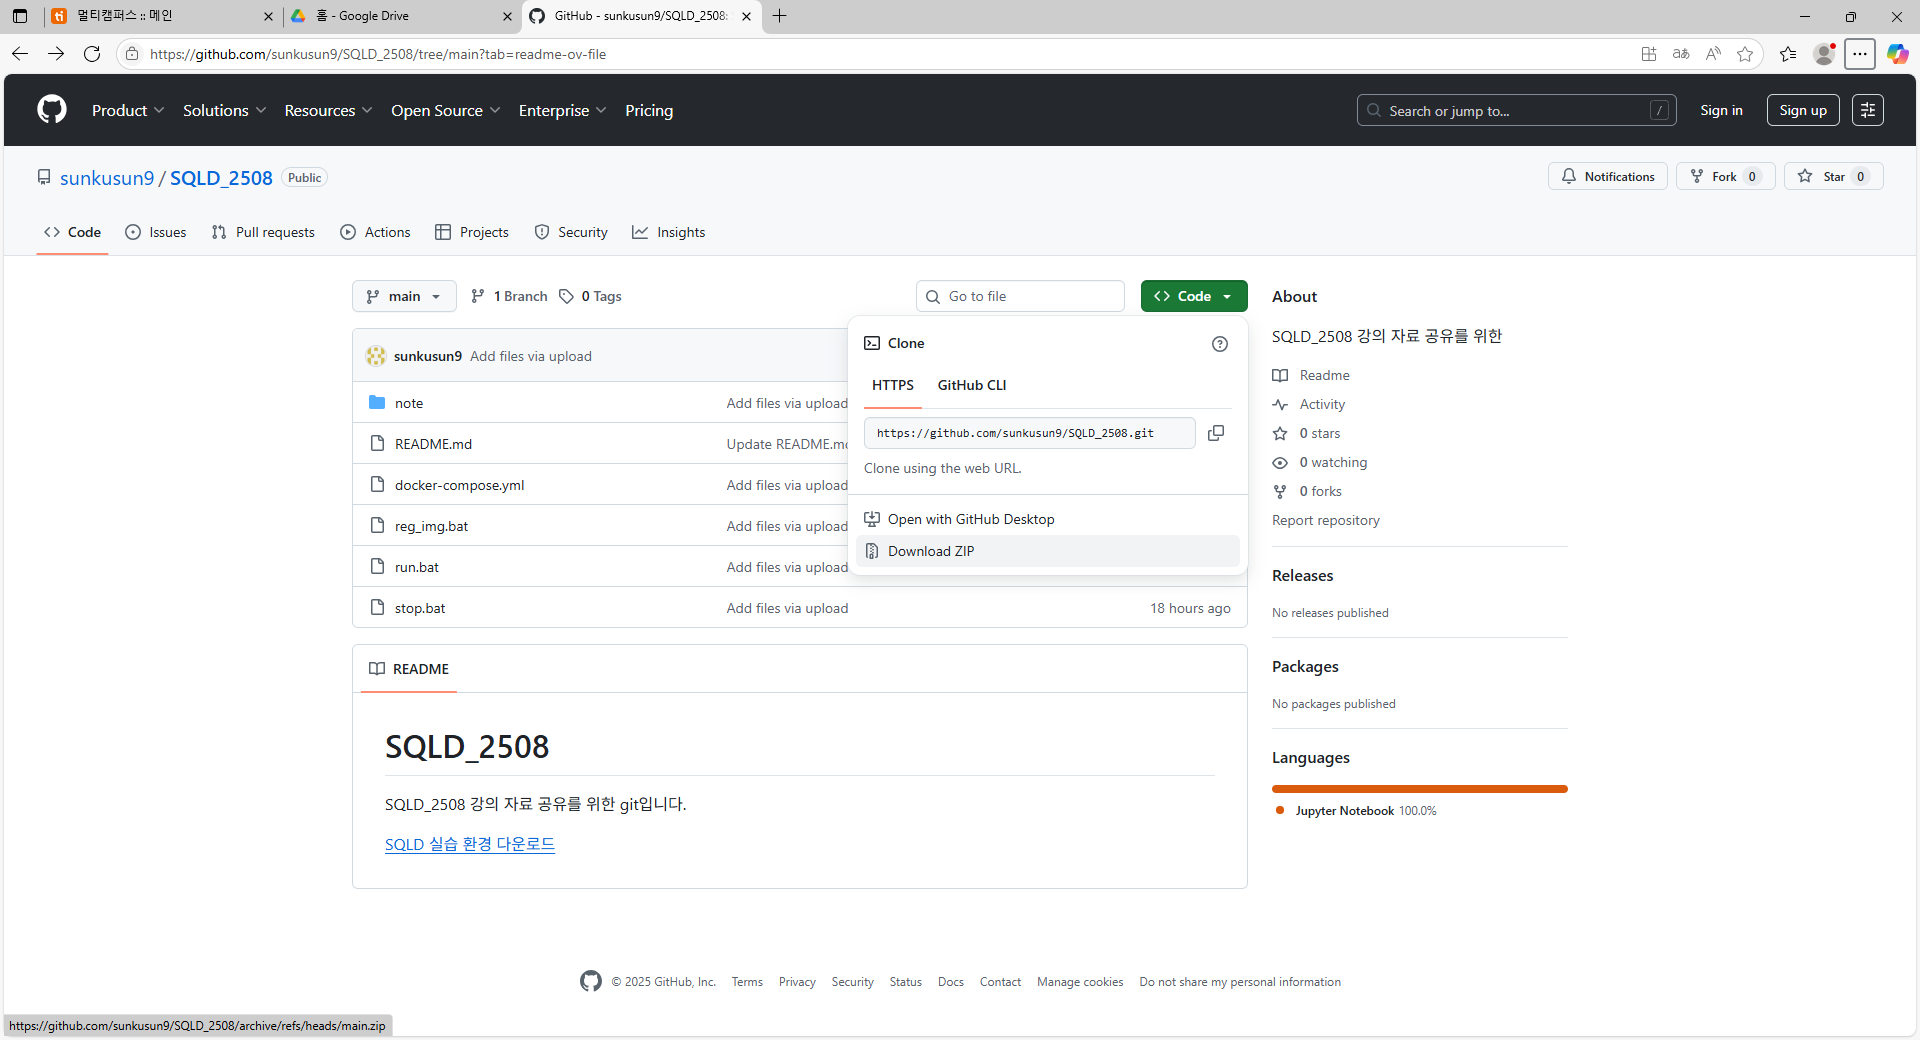 멀티캠퍼스 :: 메인
홈 - Google Drive
GitHub - sunkusun9/SQLD_2508:
https://github.com/sunkusun9/SQLD_2508/tree/main?tab=readme-ov-file
Product Solutions Resources Open Source Enterprise Pricing
Search or jump to... /
Sign in
Sign up
sunkusun9 / SQLD_2508 Public
Notifications
Fork 0
Star 0
Code Issues Pull requests Actions Projects Security Insights
main 1 Branch 0 Tags
Go to file
Code
sunkusun9 Add files via upload
note Add files via upload
README.md Update README.md
docker-compose.yml Add files via upload
reg_img.bat Add files via upload
run.bat Add files via upload
stop.bat Add files via upload 18 hours ago
Clone
HTTPS GitHub CLI
https://github.com/sunkusun9/SQLD_2508.git
Clone using the web URL.
Open with GitHub Desktop
Download ZIP
README
SQLD_2508
SQLD_2508 강의 자료 공유를 위한 git입니다.
SQLD 실습 환경 다운로드
About
SQLD_2508 강의 자료 공유를 위한
Readme
Activity
0 stars
0 watching
0 forks
Report repository
Releases
No releases published
Packages
No packages published
Languages
Jupyter Notebook 100.0%
© 2025 GitHub, Inc. Terms Privacy Security Status Docs Contact Manage cookies Do not share my personal information
https://github.com/sunkusun9/SQLD_2508/archive/refs/heads/main.zip